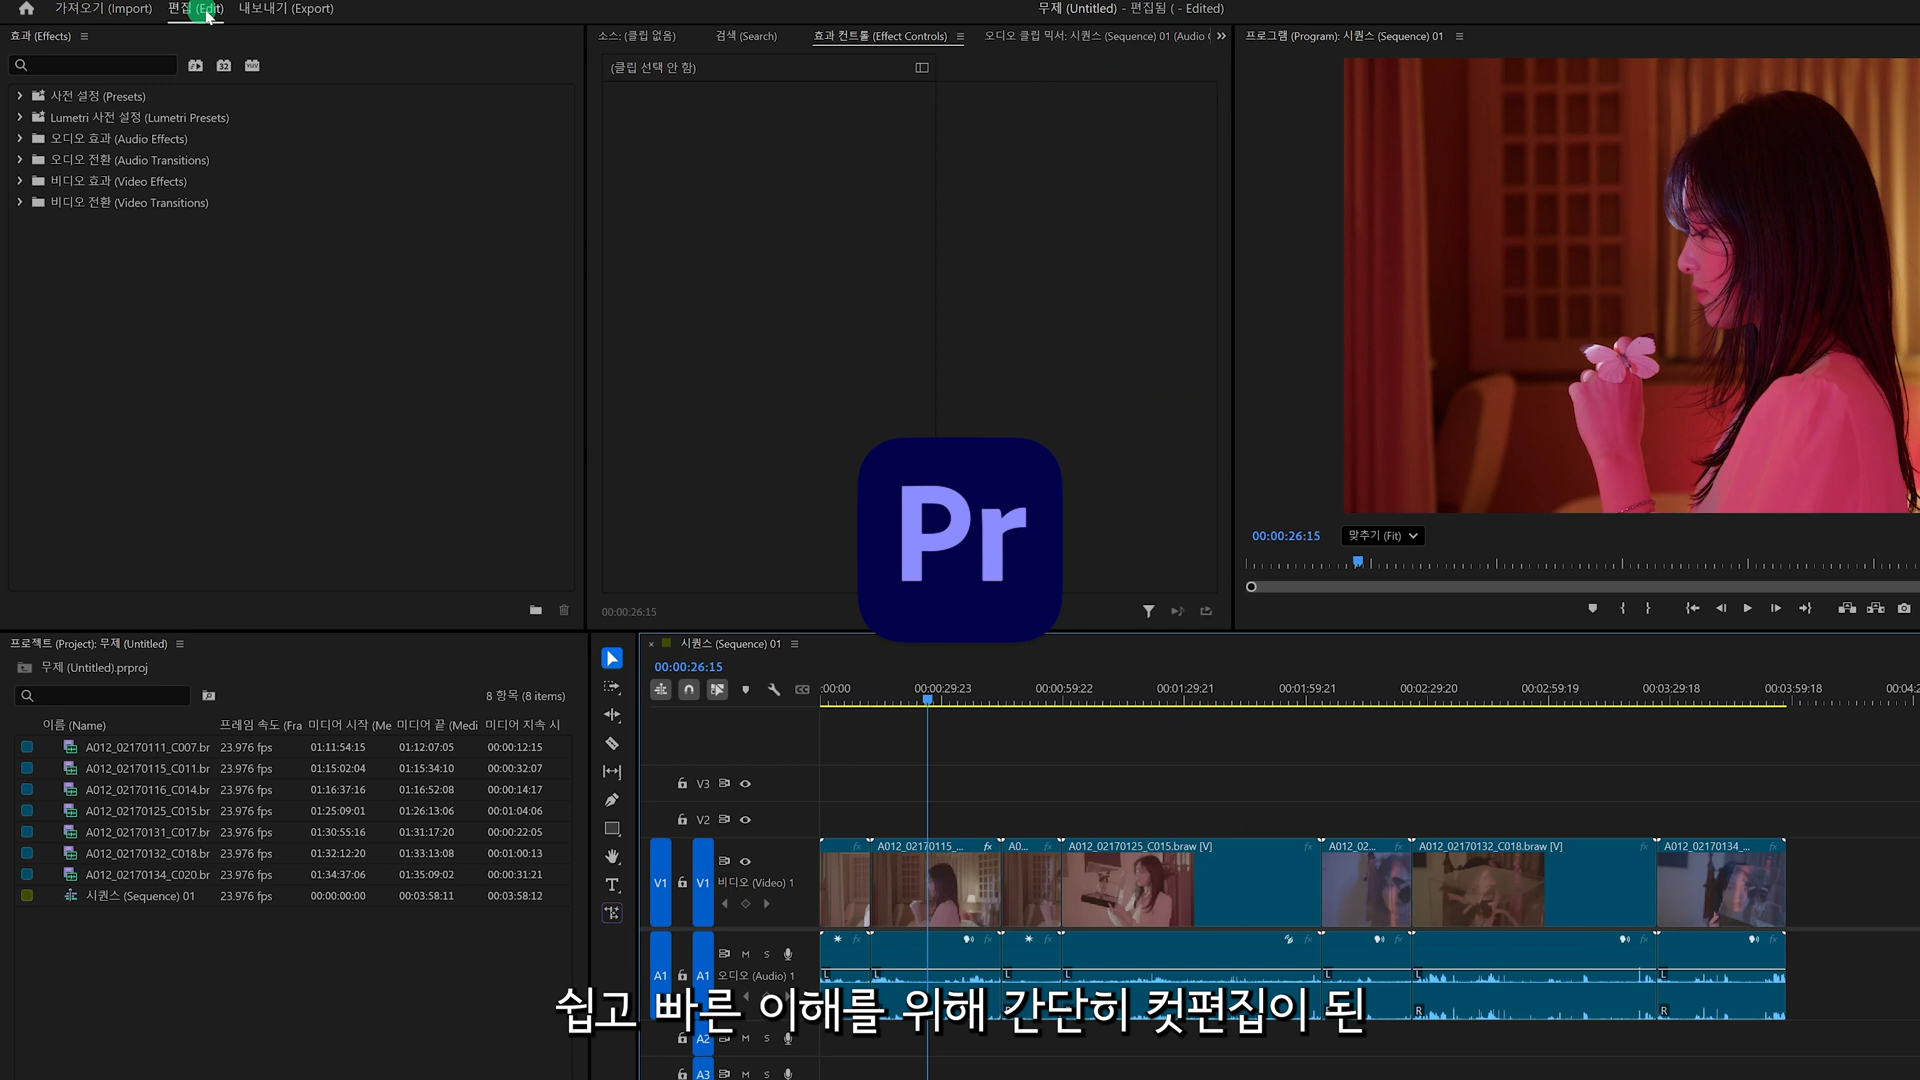 가져오기 (Import)
편집 (Edit)
내보내기 (Export)
무제 (Untitled) - 편집됨 ( - Edited)
효과 (Effects)
사전 설정 (Presets)
Lumetri 사전 설정 (Lumetri Presets)
오디오 효과 (Audio Effects)
오디오 전환 (Audio Transitions)
비디오 효과 (Video Effects)
비디오 전환 (Video Transitions)
소스: (클립 없음)
검색 (Search)
효과 컨트롤 (Effect Controls)
오디오 클립 믹서: 시퀀스 (Sequence) 01 (Audio
(클립 선택 안 함)
00:00:26:15
프로그램 (Program): 시퀀스 (Sequence) 01
00:00:26:15
맞추기 (Fit)
Pr
프로젝트 (Project): 무제 (Untitled)
무제 (Untitled).prproj
8 항목 (8 items)
이름 (Name) 프레임 속도 (Fra 미디어 시작 (Me 미디어 끝 (Medi 미디어 지속 시
A012_02170111_C007.br 23.976 fps 01:11:54:15 01:12:07:05 00:00:12:15
A012_02170115_C011.br 23.976 fps 01:15:02:04 01:15:34:10 00:00:32:07
A012_02170116_C014.br 23.976 fps 01:16:37:16 01:16:52:08 00:00:14:17
A012_02170125_C015.br 23.976 fps 01:25:09:01 01:26:13:06 00:01:04:06
A012_02170131_C017.br 23.976 fps 01:30:55:16 01:31:17:20 00:00:22:05
A012_02170132_C018.br 23.976 fps 01:32:12:20 01:33:13:08 00:01:00:13
A012_02170134_C020.br 23.976 fps 01:34:37:06 01:35:09:02 00:00:31:21
시퀀스 (Sequence) 01 23.976 fps 00:00:00:00 00:03:58:11 00:03:58:12
시퀀스 (Sequence) 01
00:00:26:15
:00:00 00:00:29:23 00:00:59:22 00:01:29:21 00:01:59:21 00:02:29:20 00:02:59:19 00:03:29:18 00:03:59:18 00:04:2
V3
V2
A012_02170115_... fx A0... A012_02170125_C015.braw [V] fx A012_02... fx A012_02170132_C018.braw [V] fx A012_02170134_... fx
V1 V1 비디오 (Video) 1
M S
A1 A1 오디오 (Audio) 1
쉽고 빠른 이해를 위해 간단히 컷편집이 된
A2 M S
A3 M S